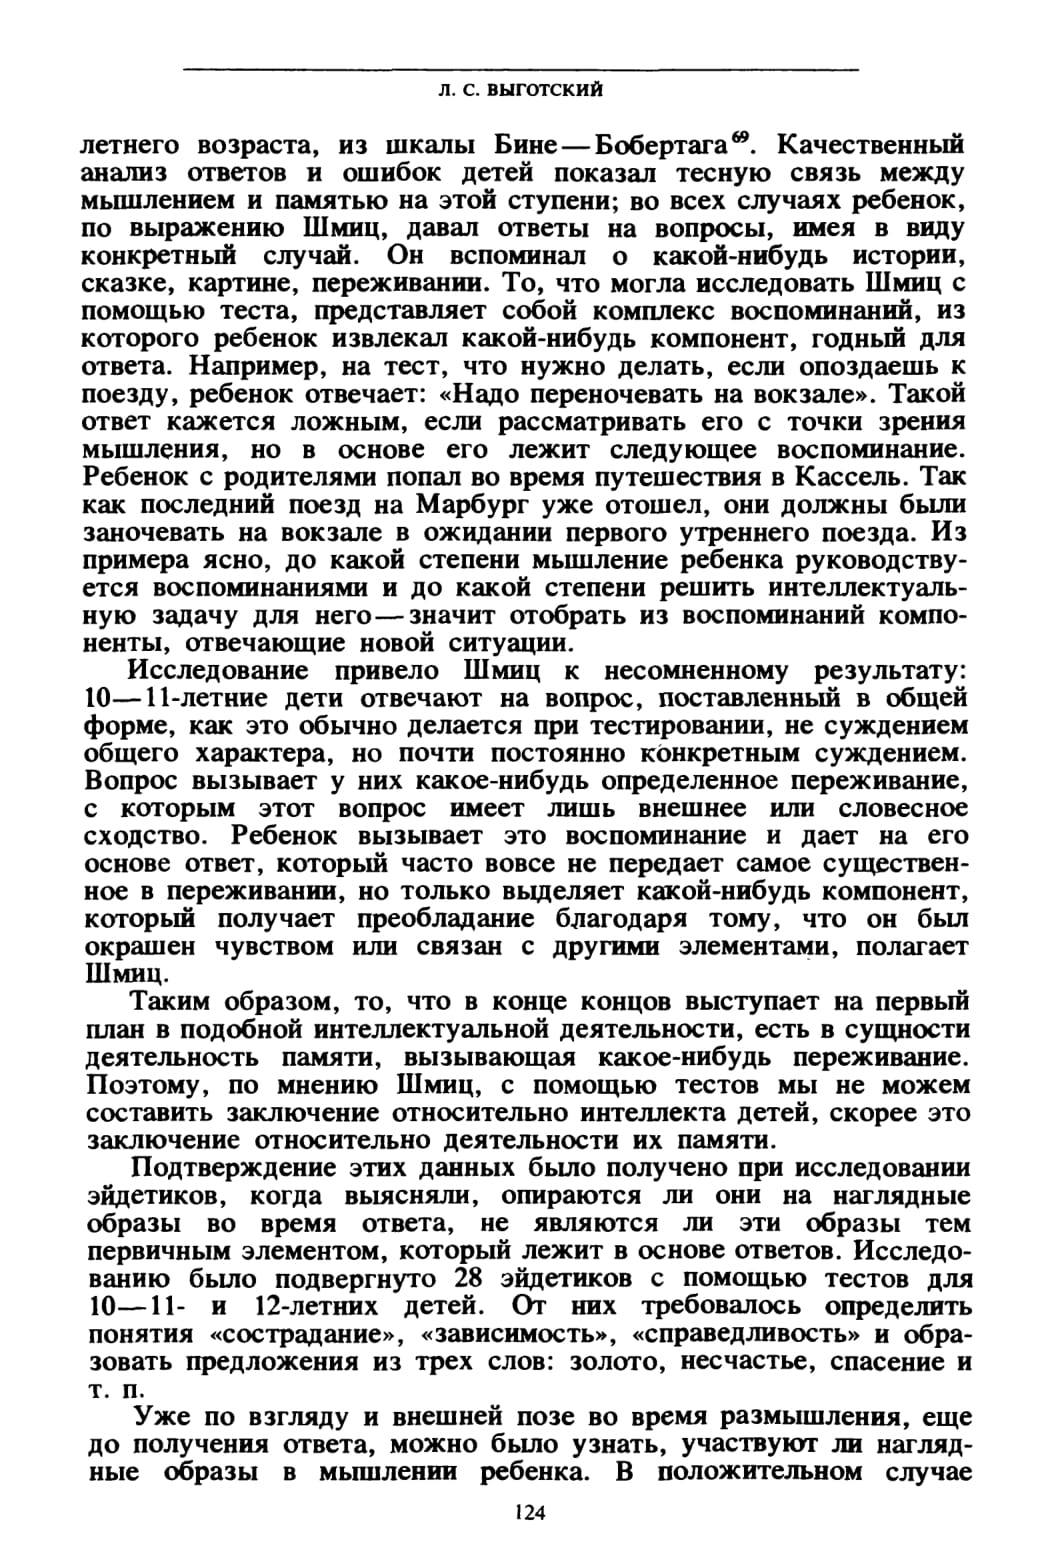 Л. С. ВЫГОТСКИЙ
летнего возраста, из шкалы Бине—Бобертага⁶⁹. Качественный
анализ ответов и ошибок детей показал тесную связь между
мышлением и памятью на этой ступени; во всех случаях ребенок,
по выражению Шмиц, давал ответы на вопросы, имея в виду
конкретный случай. Он вспоминал о какой-нибудь истории,
сказке, картине, переживании. То, что могла исследовать Шмиц с
помощью теста, представляет собой комплекс воспоминаний, из
которого ребенок извлекал какой-нибудь компонент, годный для
ответа. Например, на тест, что нужно делать, если опоздаешь к
поезду, ребенок отвечает: «Надо переночевать на вокзале». Такой
ответ кажется ложным, если рассматривать его с точки зрения
мышления, но в основе его лежит следующее воспоминание.
Ребенок с родителями попал во время путешествия в Кассель. Так
как последний поезд на Марбург уже отошел, они должны были
заночевать на вокзале в ожидании первого утреннего поезда. Из
примера ясно, до какой степени мышление ребенка руководству-
ется воспоминаниями и до какой степени решить интеллектуаль-
ную задачу для него—значит отобрать из воспоминаний компо-
ненты, отвечающие новой ситуации.
Исследование привело Шмиц к несомненному результату:
10—11-летние дети отвечают на вопрос, поставленный в общей
форме, как это обычно делается при тестировании, не суждением
общего характера, но почти постоянно конкретным суждением.
Вопрос вызывает у них какое-нибудь определенное переживание,
с которым этот вопрос имеет лишь внешнее или словесное
сходство. Ребенок вызывает это воспоминание и дает на его
основе ответ, который часто вовсе не передает самое существен-
ное в переживании, но только выделяет какой-нибудь компонент,
который получает преобладание благодаря тому, что он был
окрашен чувством или связан с другими элементами, полагает
Шмиц.
Таким образом, то, что в конце концов выступает на первый
план в подобной интеллектуальной деятельности, есть в сущности
деятельность памяти, вызывающая какое-нибудь переживание.
Поэтому, по мнению Шмиц, с помощью тестов мы не можем
составить заключение относительно интеллекта детей, скорее это
заключение относительно деятельности их памяти.
Подтверждение этих данных было получено при исследовании
эйдетиков, когда выясняли, опираются ли они на наглядные
образы во время ответа, не являются ли эти образы тем
первичным элементом, который лежит в основе ответов. Исследо-
ванию было подвергнуто 28 эйдетиков с помощью тестов для
10—11- и 12-летних детей. От них требовалось определить
понятия «сострадание», «зависимость», «справедливость» и обра-
зовать предложения из трех слов: золото, несчастье, спасение и
т. п.
Уже по взгляду и внешней позе во время размышления, еще
до получения ответа, можно было узнать, участвуют ли нагляд-
ные образы в мышлении ребенка. В положительном случае
124